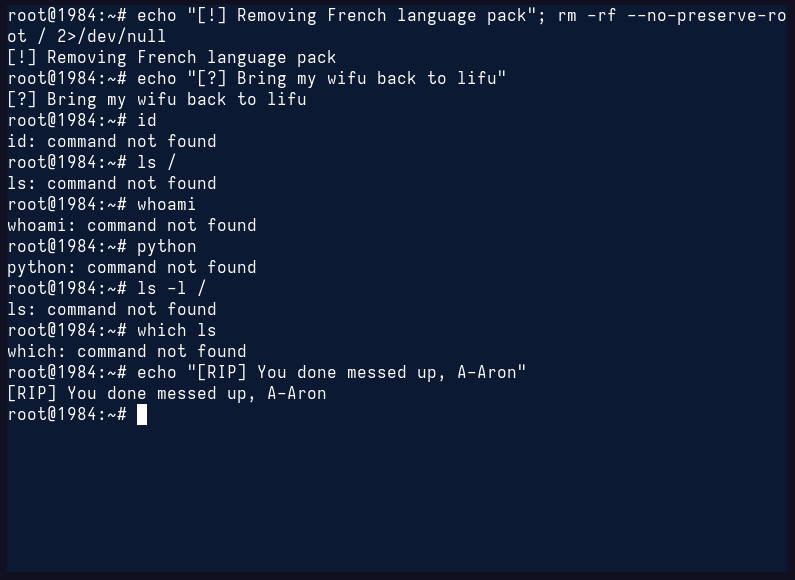 root@1984:~# echo "[!] Removing French language pack"; rm -rf --no-preserve-ro
ot / 2>/dev/null
[!] Removing French language pack
root@1984:~# echo "[?] Bring my wifu back to lifu"
[?] Bring my wifu back to lifu
root@1984:~# id
id: command not found
root@1984:~# ls /
ls: command not found
root@1984:~# whoami
whoami: command not found
root@1984:~# python
python: command not found
root@1984:~# ls -l /
ls: command not found
root@1984:~# which ls
which: command not found
root@1984:~# echo "[RIP] You done messed up, A-Aron"
[RIP] You done messed up, A-Aron
root@1984:~#